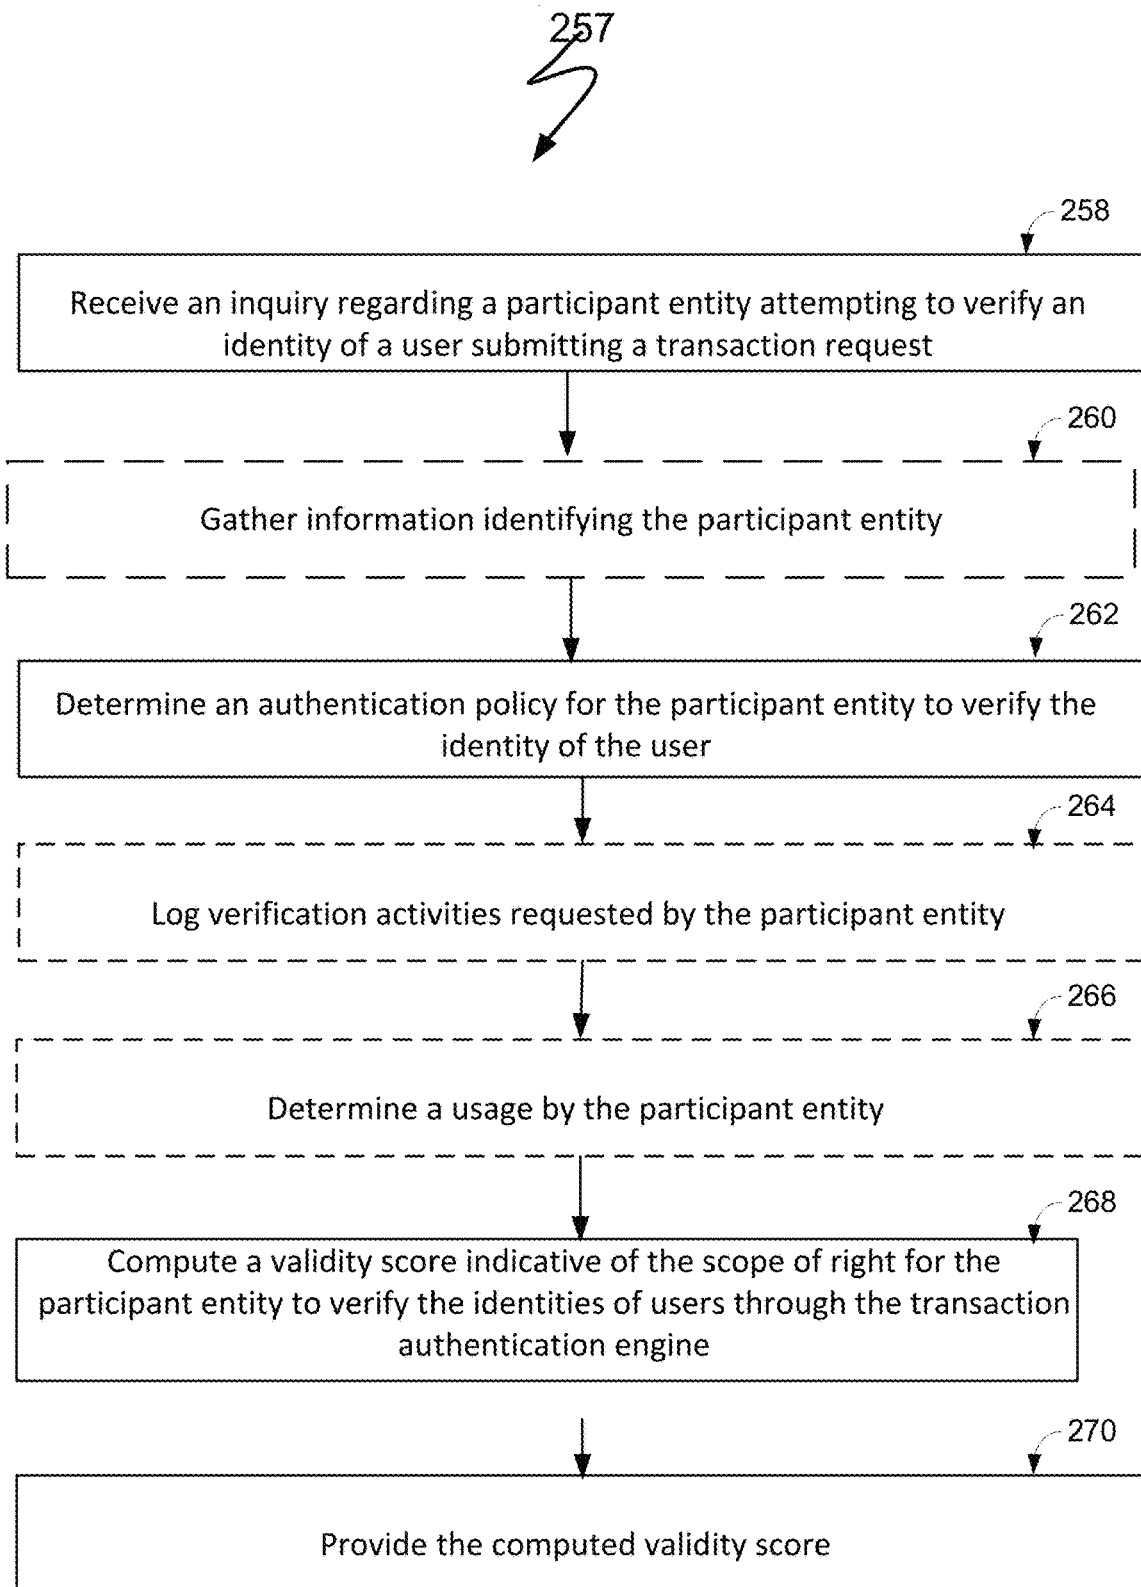 257
258
Receive an inquiry regarding a participant entity attempting to verify an
identity of a user submitting a transaction request
260
Gather information identifying the participant entity
262
Determine an authentication policy for the participant entity to verify the
identity of the user
264
Log verification activities requested by the participant entity
266
Determine a usage by the participant entity
268
Compute a validity score indicative of the scope of right for the
participant entity to verify the identities of users through the transaction
authentication engine
270
Provide the computed validity score